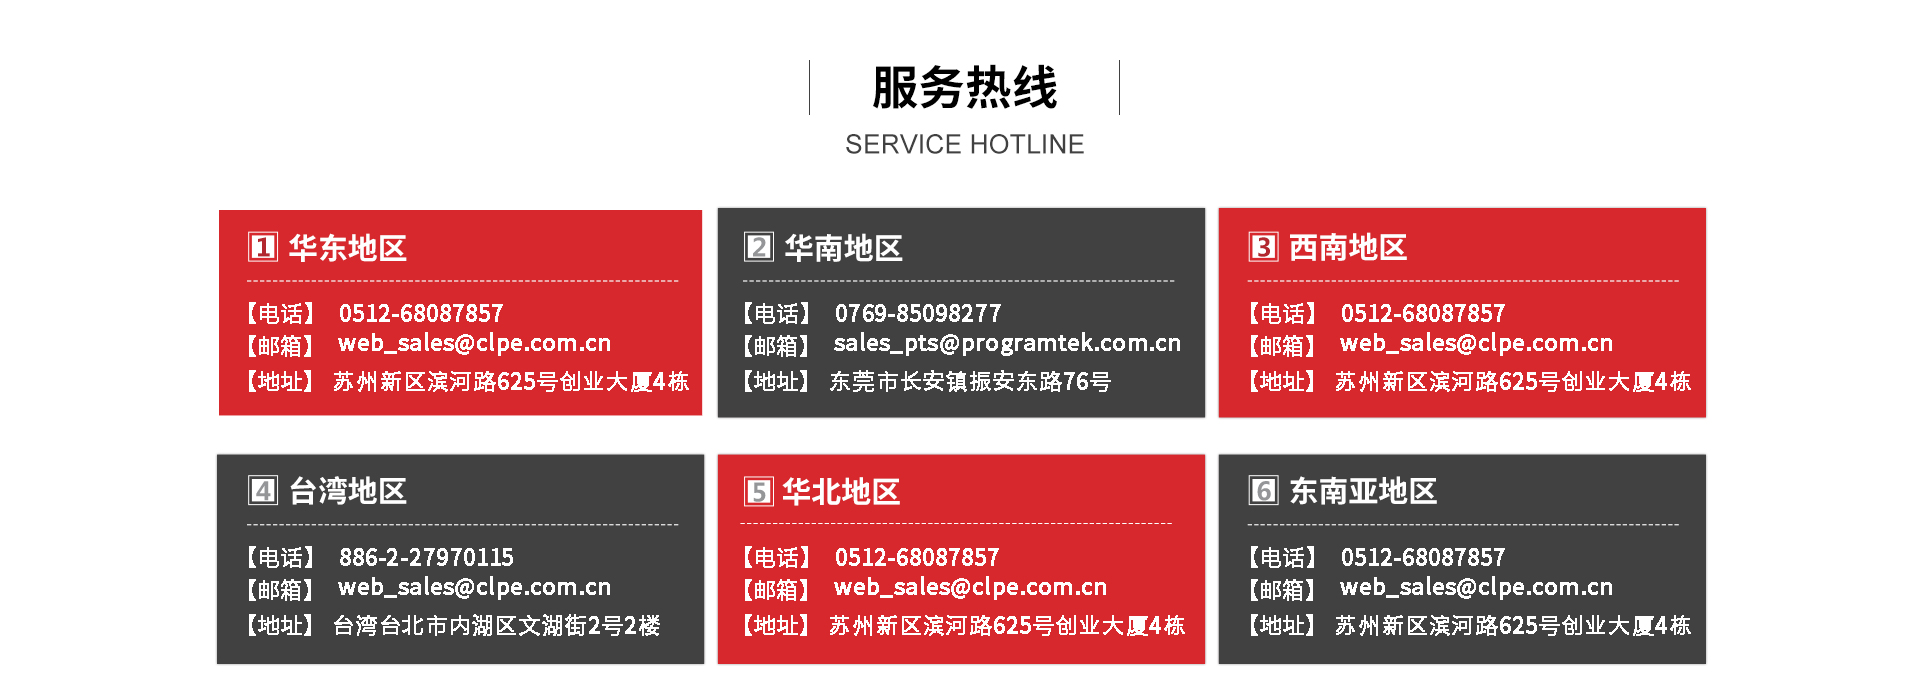 服务热线
SERVICE HOTLINE
1 华东地区
【电话】 0512-68087857
【邮箱】 web_sales@clpe.com.cn
【地址】 苏州新区滨河路625号创业大厦4栋
2 华南地区
【电话】 0769-85098277
【邮箱】 sales_pts@programtek.com.cn
【地址】 东莞市长安镇振安东路76号
3 西南地区
【电话】 0512-68087857
【邮箱】 web_sales@clpe.com.cn
【地址】 苏州新区滨河路625号创业大厦4栋
4 台湾地区
【电话】 886-2-27970115
【邮箱】 web_sales@clpe.com.cn
【地址】 台湾台北市内湖区文湖街2号2楼
5 华北地区
【电话】 0512-68087857
【邮箱】 web_sales@clpe.com.cn
【地址】 苏州新区滨河路625号创业大厦4栋
6 东南亚地区
【电话】 0512-68087857
【邮箱】 web_sales@clpe.com.cn
【地址】 苏州新区滨河路625号创业大厦4栋